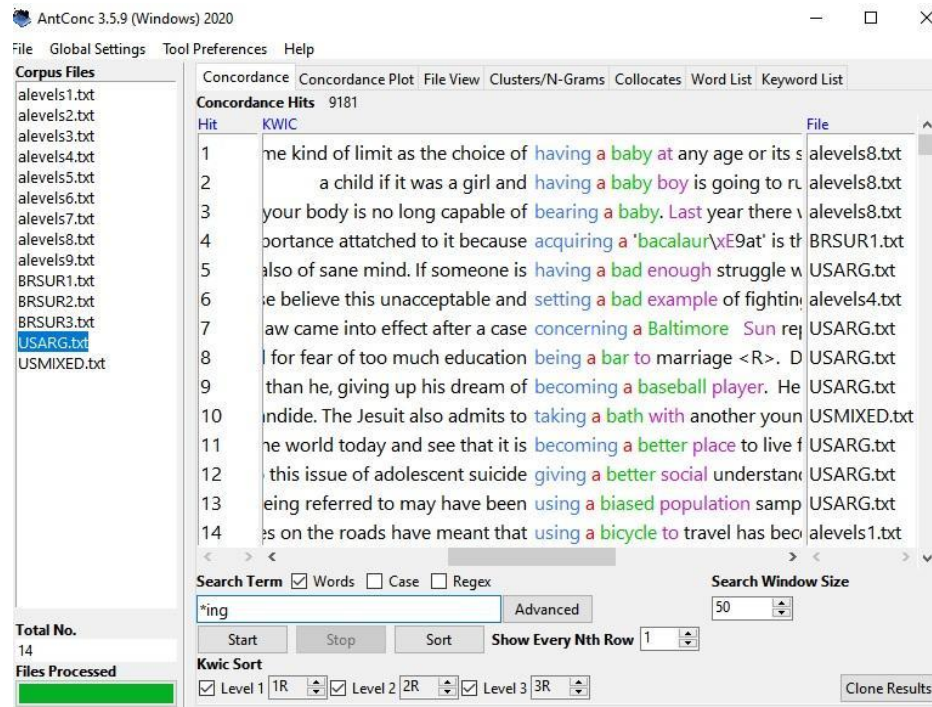 AntConc 3.5.9 (Windows) 2020
File Global Settings Tool Preferences Help
Corpus Files
alevels1.txt
alevels2.txt
alevels3.txt
alevels4.txt
alevels5.txt
alevels6.txt
alevels7.txt
alevels8.txt
alevels9.txt
BRSUR1.txt
BRSUR2.txt
BRSUR3.txt
USARG.txt
USMIXED.txt
Total No.
14
Files Processed
Concordance Concordance Plot File View Clusters/N-Grams Collocates Word List Keyword List
Concordance Hits 9181
Hit KWIC File
1 me kind of limit as the choice of having a baby at any age or its s alevels8.txt
2 a child if it was a girl and having a baby boy is going to ru alevels8.txt
3 your body is no long capable of bearing a baby. Last year there alevels8.txt
4 portance attatched to it because acquiring a 'bacalaur\xE9at' is th BRSUR1.txt
5 also of sane mind. If someone is having a bad enough struggle w USARG.txt
6 se believe this unacceptable and setting a bad example of fighting alevels4.txt
7 aw came into effect after a case concerning a Baltimore Sun rep USARG.txt
8 for fear of too much education being a bar to marriage <R>. D USARG.txt
9 than he, giving up his dream of becoming a baseball player. He USARG.txt
10 andide. The Jesuit also admits to taking a bath with another youn USMIXED.txt
11 he world today and see that it is becoming a better place to live f USARG.txt
12 this issue of adolescent suicide giving a better social understand USARG.txt
13 eing referred to may have been using a biased population samp USARG.txt
14 es on the roads have meant that using a bicycle to travel has beco alevels1.txt
Search Term Words Case Regex Search Window Size
*ing Advanced 50
Start Stop Sort Show Every Nth Row 1
Kwic Sort
Level 1 1R Level 2 2R Level 3 3R Clone Results